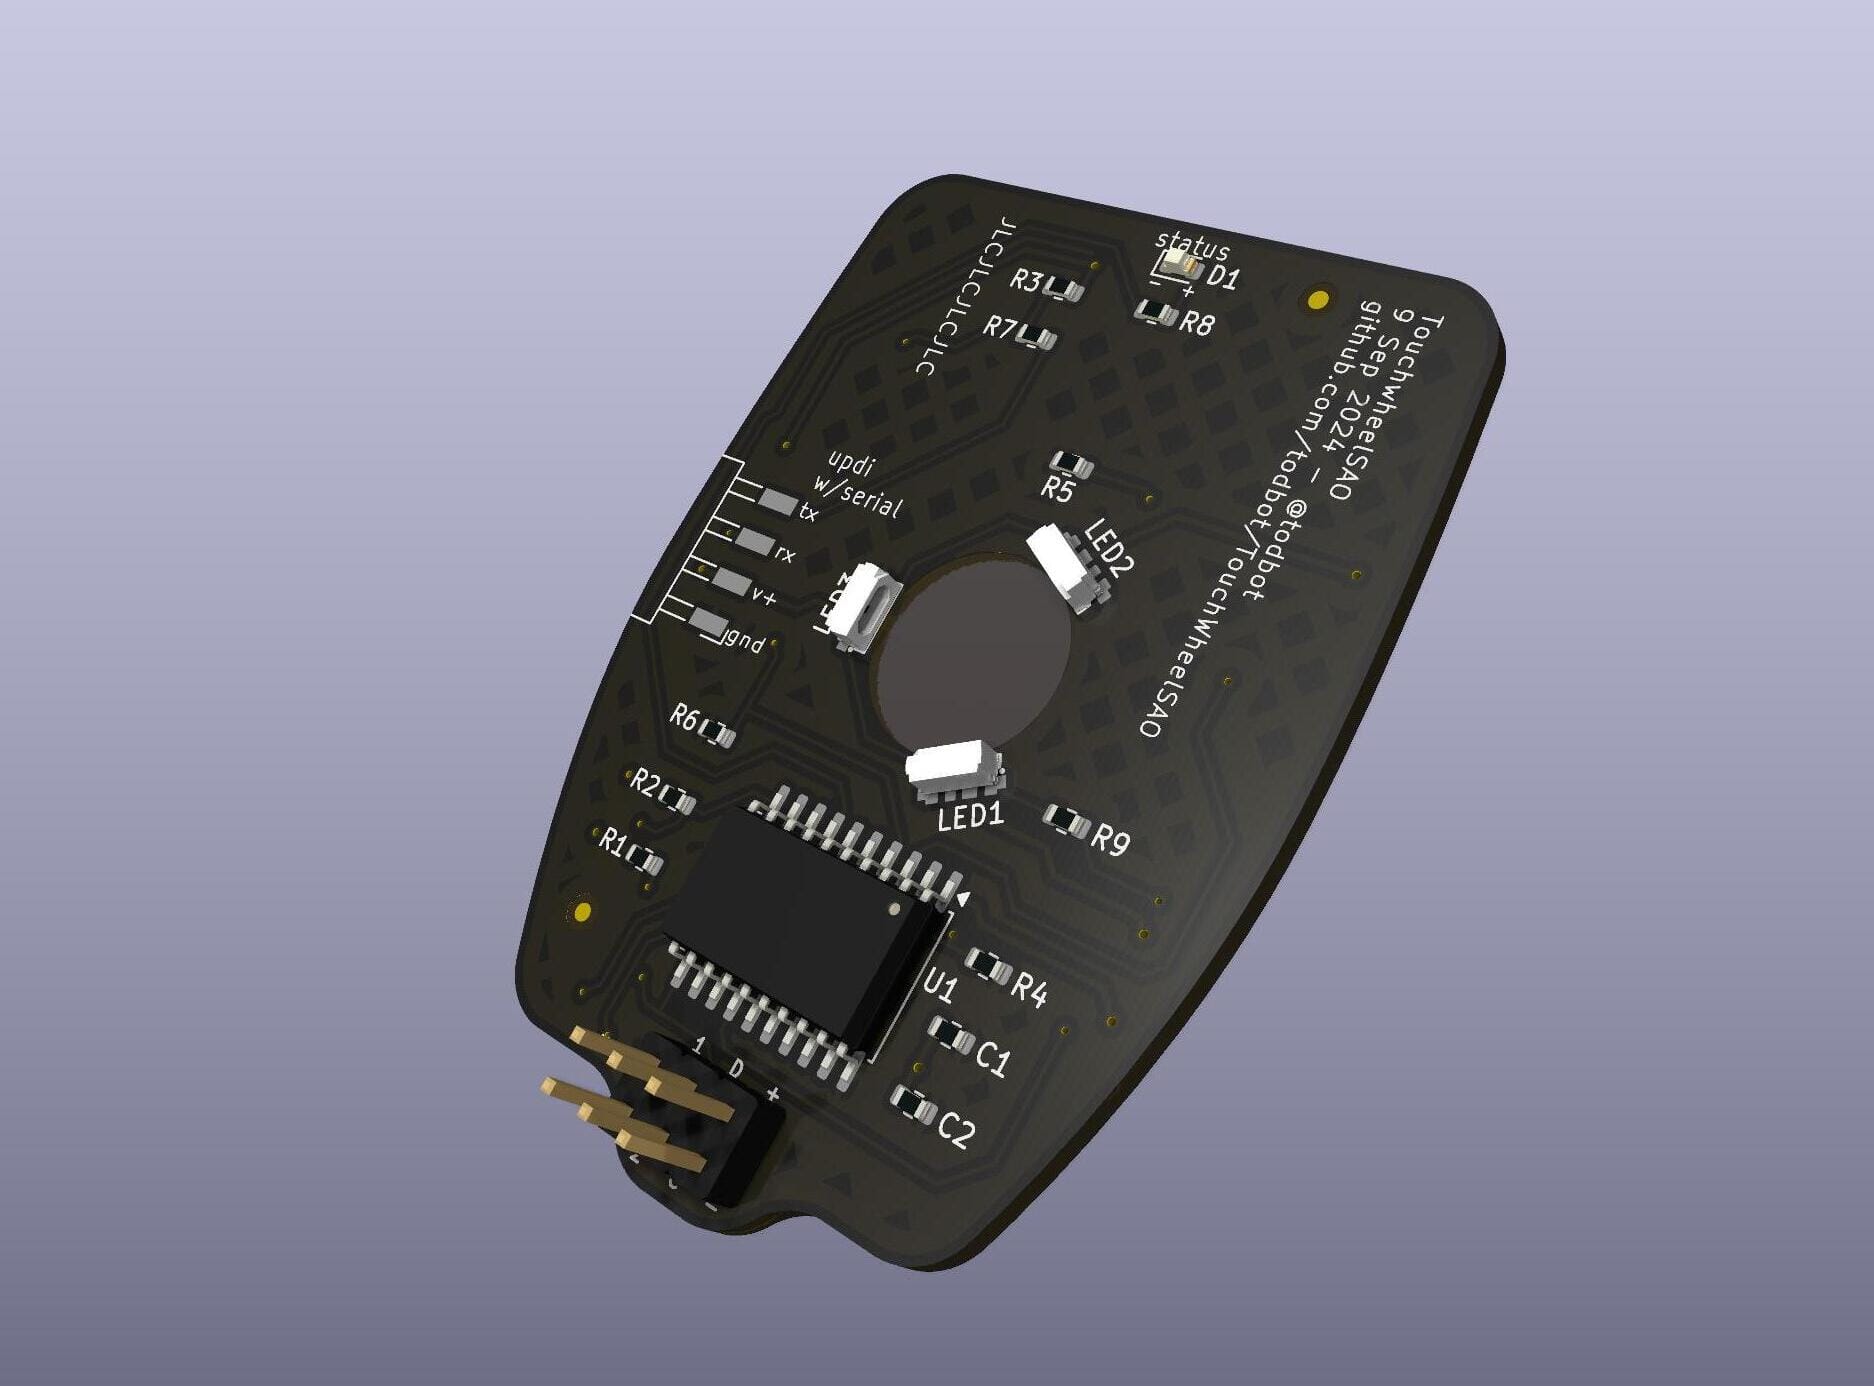 status
D1
- +
R3
R8
R7
JLCJLCJLCJLC
TouchwheelSAO
9 Sep 2024 - @todbot
github.com/todbot/TouchwheelSAO
updi
w/serial
tx
rx
v+
gnd
R5
LED2
LED3
R6
R2
LED1
R9
R1
U1
R4
C1
C2
1 D +